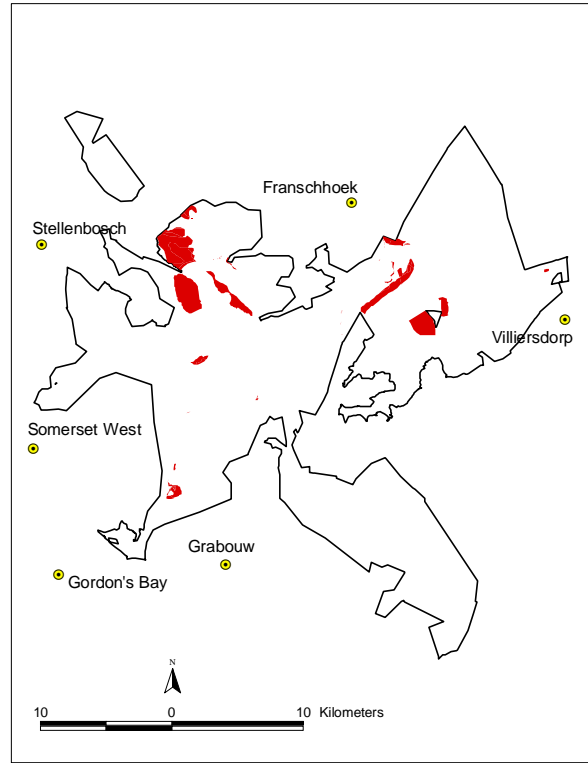 Franschhoek
Stellenbosch
Villiersdorp
Somerset West
Grabouw
Gordon's Bay
N
10 0 10 Kilometers